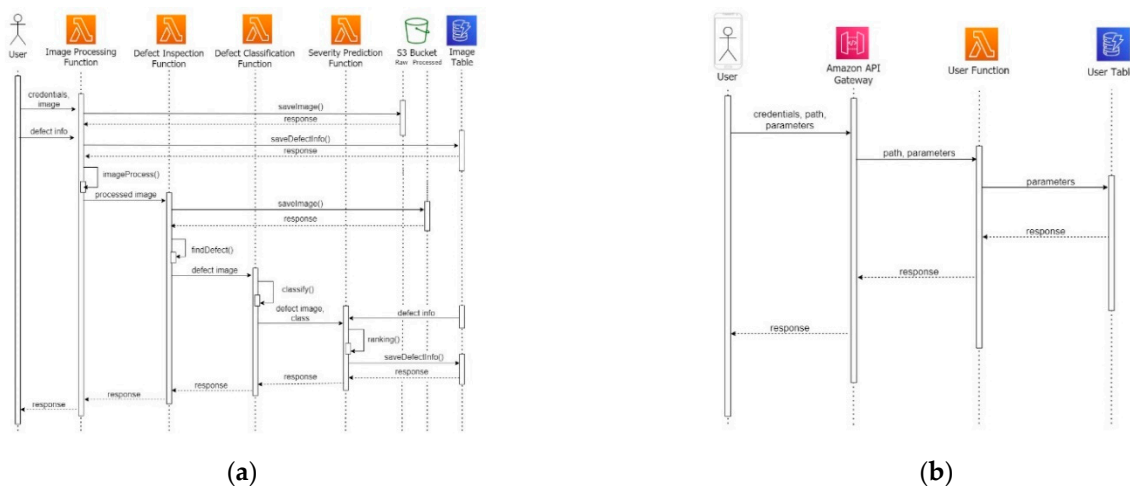 User
Image Processing
Function
Defect Inspection
Function
Defect Classification
Function
Severity Prediction
Function
S3 Bucket
Raw Processed
Image
Table
credentials,
image
saveImage()
response
defect info
saveDefectInfo()
response
imageProcess()
processed image
saveImage()
response
findDefect()
defect image
classify()
defect image,
class
defect info
ranking()
saveDefectInfo()
response
response
response
response
response
(a)
User
Amazon API
Gateway
User Function
User Table
credentials, path,
parameters
path, parameters
parameters
response
response
response
(b)